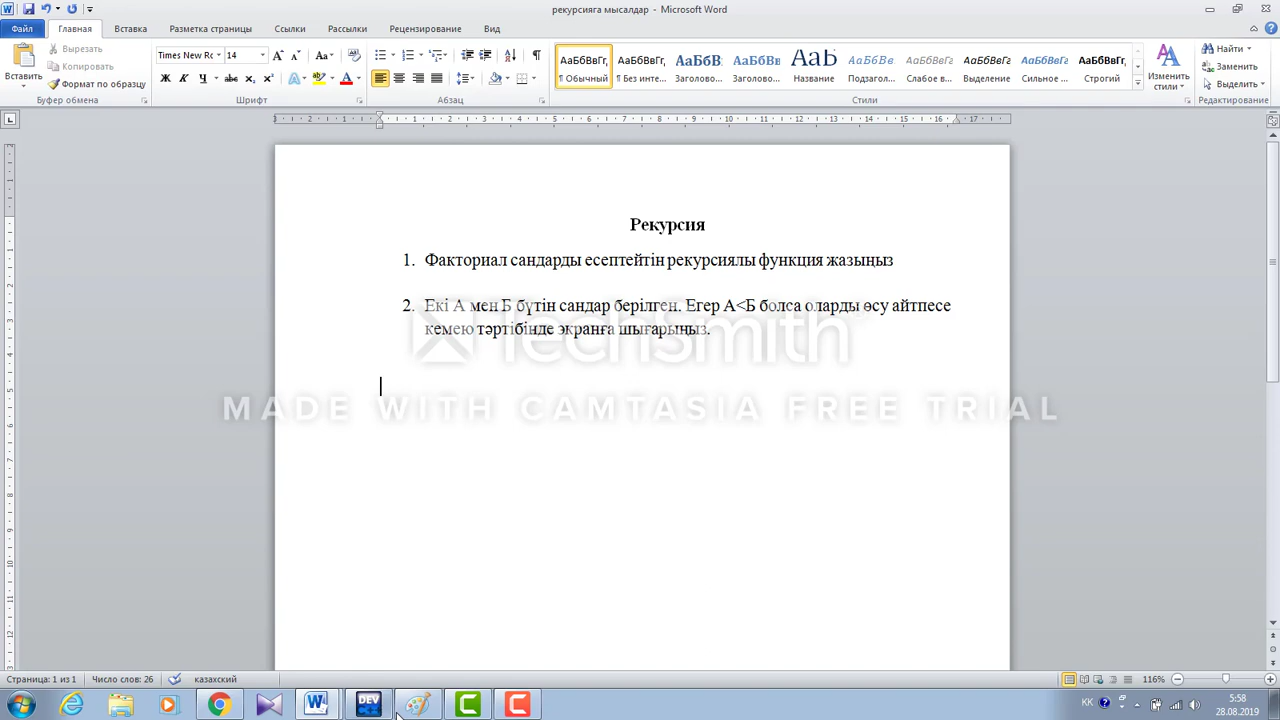 рекурсияга мысалдар - Microsoft Word
Файл Главная Вставка Разметка страницы Ссылки Рассылки Рецензирование Вид
Вставить
Вырезать
Копировать
Формат по образцу
Буфер обмена
Times New Ro 14
Шрифт
Абзац
АаБбВвГг, АаБбВвГг, АаБбВ АаБбВв АаБ АаБбВв АаБбВвГг АаБбВвГг АаБбВвГг АаБбВвГг
¶ Обычный ¶ Без инте... Заголово... Заголово... Название Подзагол... Слабое в... Выделение Сильное ... Строгий
Стили
Изменить стили
Найти
Заменить
Выделить
Редактирование
Рекурсия
1. Факториал сандарды есептейтін рекурсиялы функция жазыңыз
2. Екі А мен Б бүтін сандар берілген. Егер А<Б болса оларды өсу айтпесе
кемею тәртібінде экранға шығарыңыз.
TechSmith
MADE WITH CAMTASIA FREE TRIAL
Страница: 1 из 1 Число слов: 26 казахский 116%
DEV
KK 5:58
28.08.2019